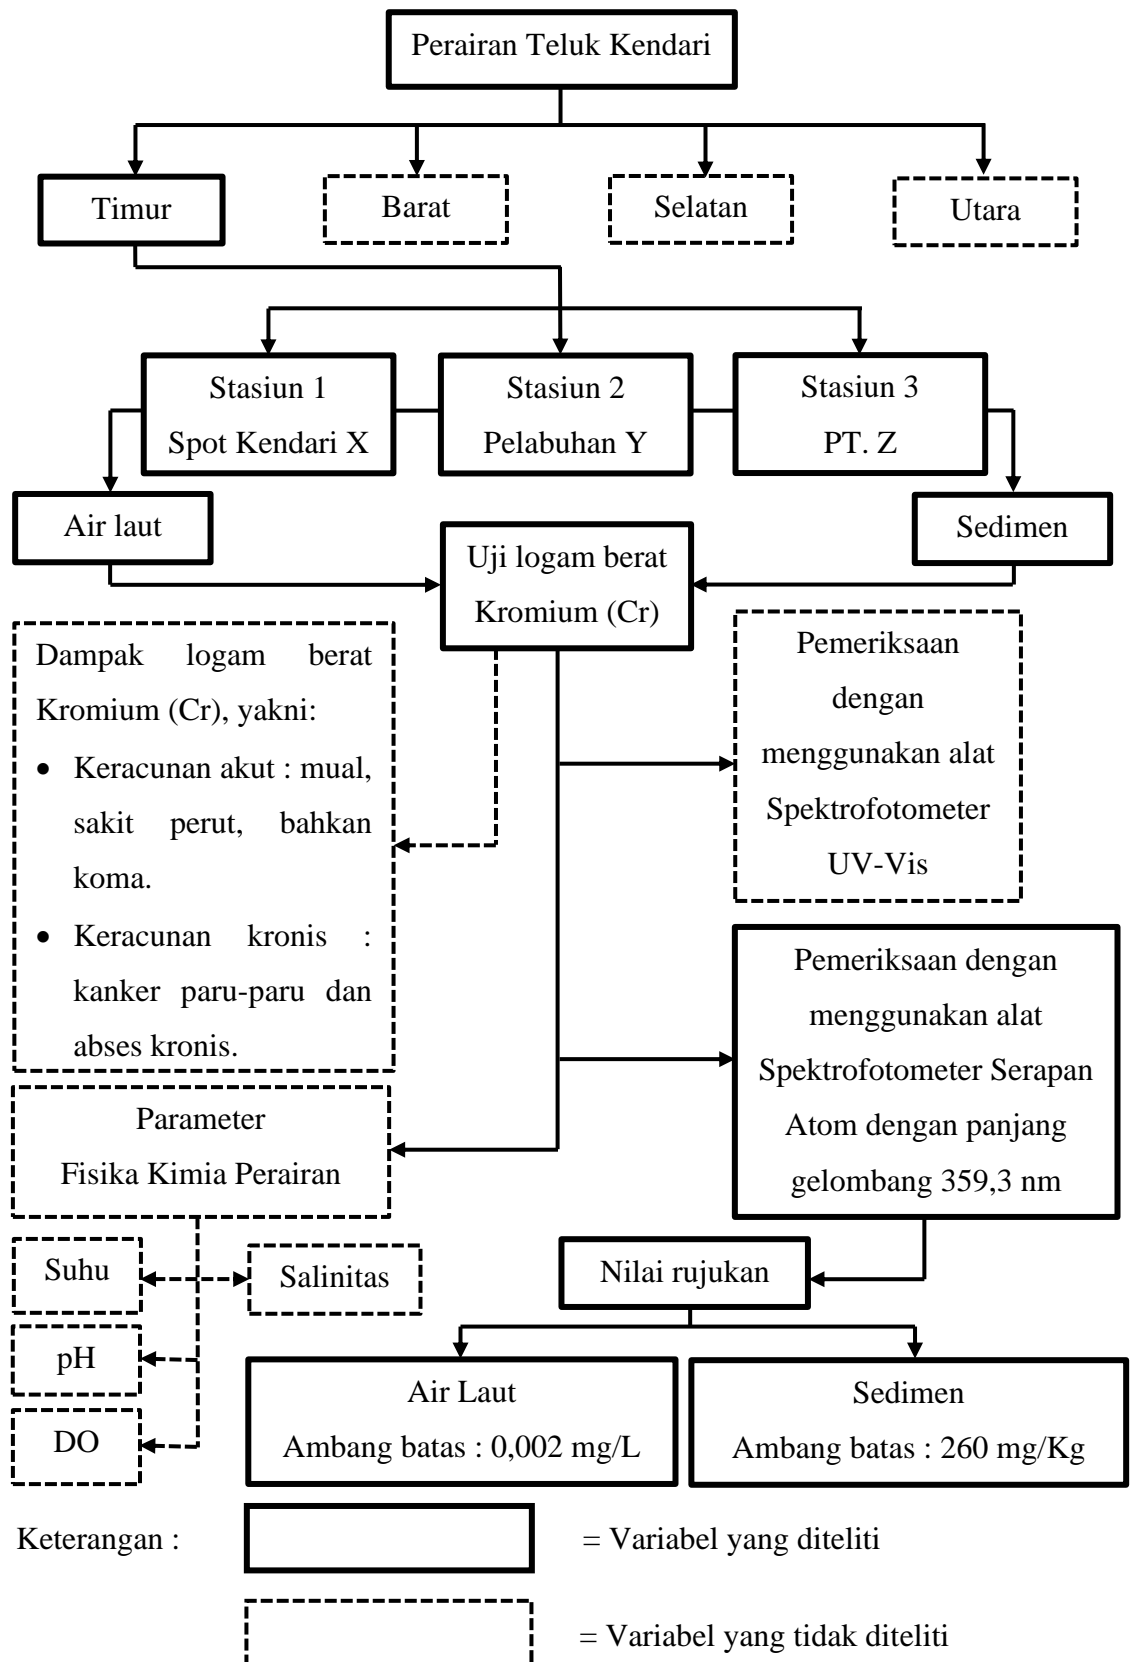 Perairan Teluk Kendari
Timur
Barat
Selatan
Utara
Stasiun 1
Spot Kendari X
Stasiun 2
Pelabuhan Y
Stasiun 3
PT. Z
Air laut
Sedimen
Uji logam berat
Kromium (Cr)
Dampak logam berat
Kromium (Cr), yakni:
• Keracunan akut : mual,
sakit perut, bahkan
koma.
• Keracunan kronis :
kanker paru-paru dan
abses kronis.
Pemeriksaan
dengan
menggunakan alat
Spektrofotometer
UV-Vis
Pemeriksaan dengan
menggunakan alat
Spektrofotometer Serapan
Atom dengan panjang
gelombang 359,3 nm
Parameter
Fisika Kimia Perairan
Suhu
Salinitas
pH
DO
Nilai rujukan
Air Laut
Ambang batas : 0,002 mg/L
Sedimen
Ambang batas : 260 mg/Kg
Keterangan :
= Variabel yang diteliti
= Variabel yang tidak diteliti